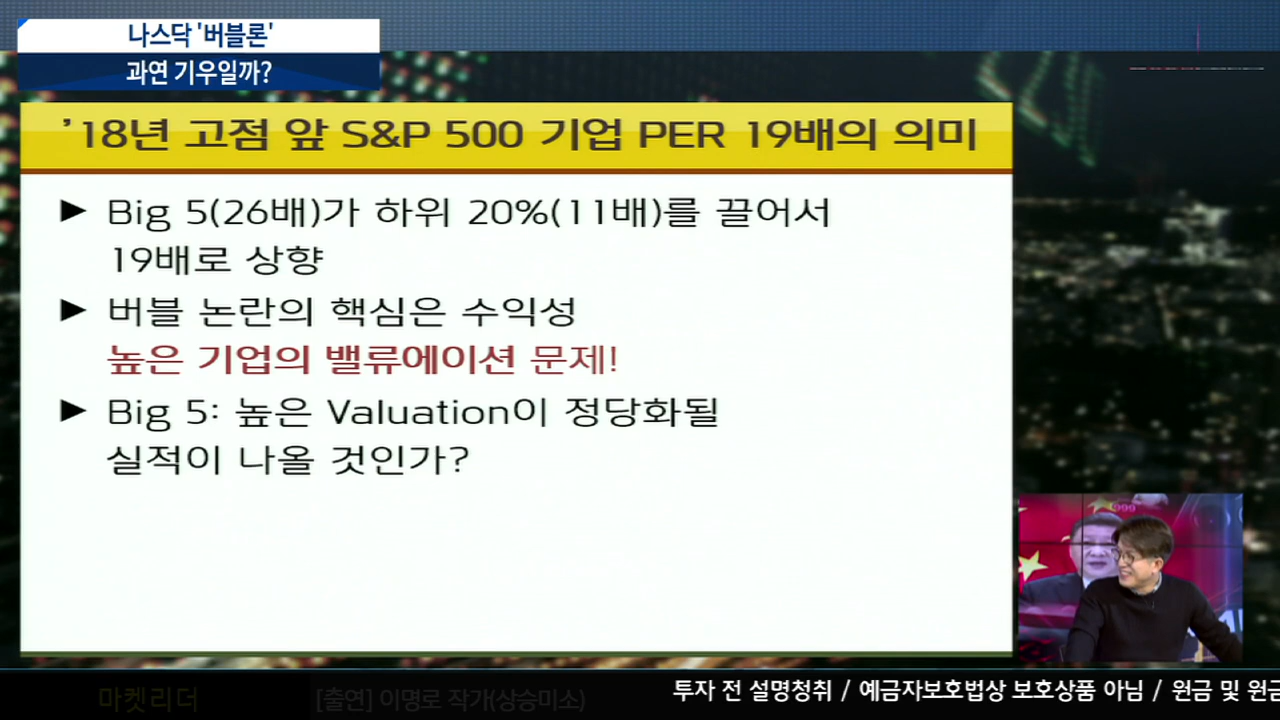 나스닥 '버블론'
과연 기우일까?
'18년 고점 앞 S&P 500 기업 PER 19배의 의미
▶ Big 5(26배)가 하위 20%(11배)를 끌어서
19배로 상향
▶ 버블 논란의 핵심은 수익성
높은 기업의 밸류에이션 문제!
▶ Big 5: 높은 Valuation이 정당화될
실적이 나올 것인가?
1999
마켓리더
[출연] 이명로 작가(상승미소)
투자 전 설명청취 / 예금자보호법상 보호상품 아님 / 원금 및 원금